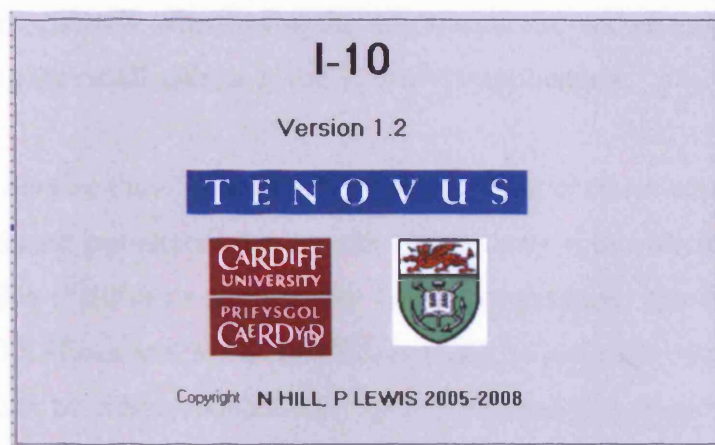 I-10
Version 1.2
TENOVUS
CARDIFF
UNIVERSITY
PRIFYSGOL
CAERDYDD
Copyright N HILL, P LEWIS 2005-2008